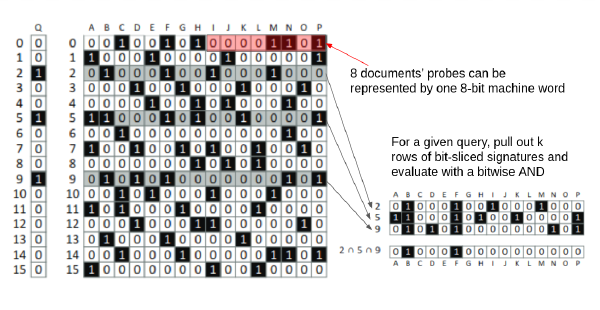 Q A B C D E F G H I J K L M N O P
0 0 0 0 0 1 0 0 1 0 1 0 0 0 0 1 1 0 1
1 0 1 1 0 0 0 1 0 0 0 0 1 0 0 0 0 0 1
2 1 2 0 1 0 0 0 1 0 0 1 0 0 0 1 0 0 0
3 0 3 0 0 0 1 0 0 1 0 0 0 1 0 0 0 1 0
4 0 4 0 0 0 0 1 0 0 1 0 1 0 0 0 1 0 0
5 1 5 1 1 0 0 0 1 0 1 0 0 1 0 0 0 0 1
6 0 6 0 0 1 0 0 0 0 0 0 0 0 0 0 1 0 0
7 0 7 1 0 0 1 0 0 1 0 1 0 0 1 0 0 1 0
8 0 8 0 0 0 0 0 0 0 1 0 1 0 1 0 0 0 0
9 1 9 0 1 0 1 0 1 0 0 0 0 0 0 0 1 0 1
10 0 10 0 0 1 0 1 0 0 0 1 0 0 0 1 0 0 0
11 0 11 1 0 1 0 0 0 1 0 0 0 0 1 0 0 0 0
12 0 12 0 0 0 1 0 0 0 1 1 0 0 0 0 0 1 0
13 0 13 0 1 0 0 0 1 0 0 0 0 1 0 0 0 0 0
14 0 14 0 0 1 0 0 0 1 0 0 0 0 0 1 1 0 1
15 0 15 1 0 0 0 0 0 0 0 1 0 0 1 0 0 0 0
8 documents' probes can be
represented by one 8-bit machine word
For a given query, pull out k
rows of bit-sliced signatures and
evaluate with a bitwise AND
A B C D E F G H I J K L M N O P
2 0 1 0 0 0 1 0 0 1 0 0 0 1 0 0 0
5 1 1 0 0 0 1 0 1 0 0 1 0 0 0 0 1
9 0 1 0 1 0 1 0 0 0 0 0 0 0 1 0 1
2 ∩ 5 ∩ 9 0 1 0 0 0 1 0 0 0 0 0 0 0 0 0 0
A B C D E F G H I J K L M N O P